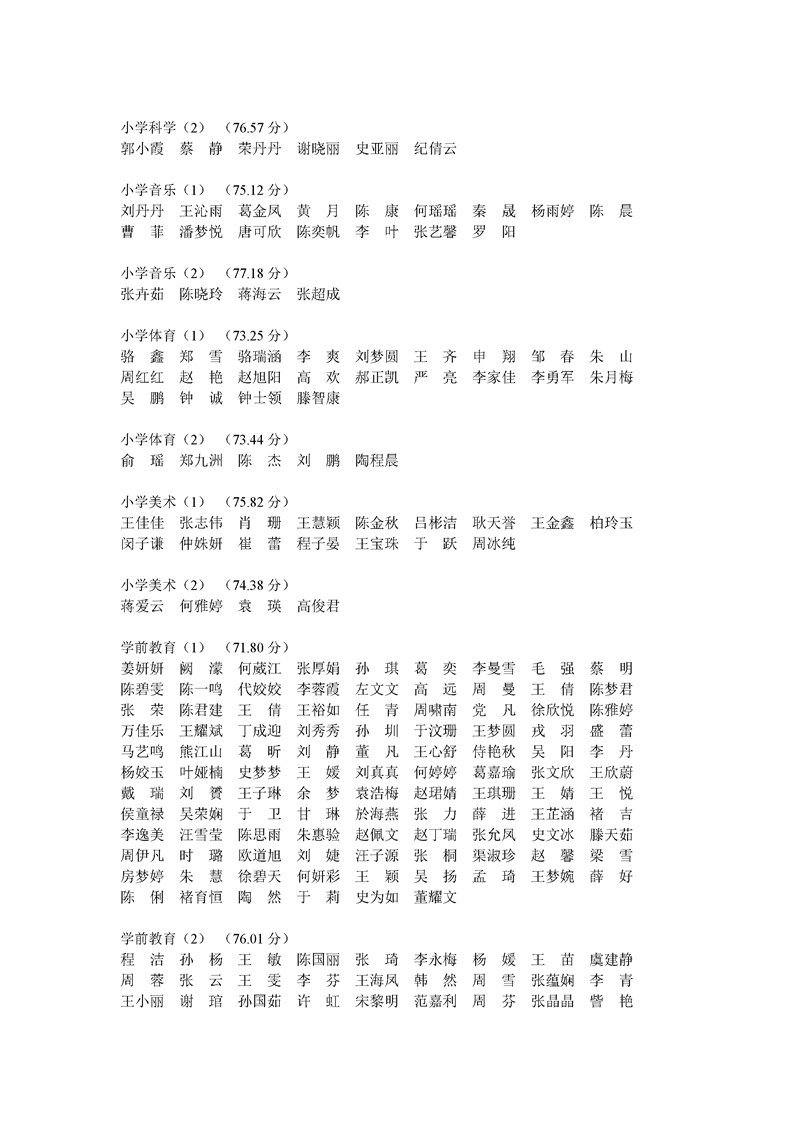 小学科学（2） （76.57 分）
郭小霞 蔡 静 荣丹丹 谢晓丽 史亚丽 纪倩云
小学音乐（1） （75.12 分）
刘丹丹 王沁雨 葛金凤 黄 月 陈 康 何瑶瑶 秦 晟 杨雨婷 陈 晨
曹 菲 潘梦悦 唐可欣 陈奕帆 李 叶 张艺馨 罗 阳
小学音乐（2） （77.18 分）
张卉茹 陈晓玲 蒋海云 张超成
小学体育（1） （73.25 分）
骆 鑫 郑 雪 骆瑞涵 李 爽 刘梦圆 王 齐 申 翔 邹 春 朱 山
周红红 赵 艳 赵旭阳 高 欢 郝正凯 严 亮 李家佳 李勇军 朱月梅
吴 鹏 钟 诚 钟士领 滕智康
小学体育（2） （73.44 分）
俞 瑶 郑九洲 陈 杰 刘 鹏 陶程晨
小学美术（1） （75.82 分）
王佳佳 张志伟 肖 珊 王慧颖 陈金秋 吕彬洁 耿天誉 王金鑫 柏玲玉
闵子谦 仲姝妍 崔 蕾 程子晏 王宝珠 于 跃 周冰纯
小学美术（2） （74.38 分）
蒋爱云 何雅婷 袁 瑛 高俊君
学前教育（1） （71.80 分）
姜妍妍 阙 濛 何葳江 张厚娟 孙 琪 葛 奕 李曼雪 毛 强 蔡 明
陈碧雯 陈一鸣 代姣姣 李蓉霞 左文文 高 远 周 曼 王 倩 陈梦君
张 荣 陈君建 王 倩 王裕如 任 青 周啸南 党 凡 徐欣悦 陈雅婷
万佳乐 王耀斌 丁成迎 刘秀秀 孙 圳 于汶珊 王梦圆 戎 羽 盛 蕾
马艺鸣 熊江山 葛 昕 刘 静 董 凡 王心舒 侍艳秋 吴 阳 李 丹
杨姣玉 叶娅楠 史梦梦 王 媛 刘真真 何婷婷 葛嘉瑜 张文欣 王欣蔚
戴 瑞 刘 赟 王子琳 余 梦 袁浩梅 赵珺婧 王琪珊 王 婧 王 悦
侯童禄 吴荣娴 于 卫 甘 琳 於海燕 张 力 薛 进 王芷涵 褚 吉
李逸美 汪雪莹 陈思雨 朱惠验 赵佩文 赵丁瑞 张允凤 史文冰 滕天茹
周伊凡 时 璐 欧道旭 刘 婕 汪子源 张 桐 渠淑珍 赵 馨 梁 雪
房梦婷 朱 慧 徐碧天 何妍彩 王 颖 吴 扬 孟 琦 王梦婉 薛 好
陈 俐 褚育恒 陶 然 于 莉 史为如 董耀文
学前教育（2） （76.01 分）
程 洁 孙 杨 王 敏 陈国丽 张 琦 李永梅 杨 媛 王 苗 虞建静
周 蓉 张 云 王 雯 李 芬 王海凤 韩 然 周 雪 张蕴娴 李 青
王小丽 谢 琯 孙国茹 许 虹 宋黎明 范嘉利 周 芬 张晶晶 訾 艳